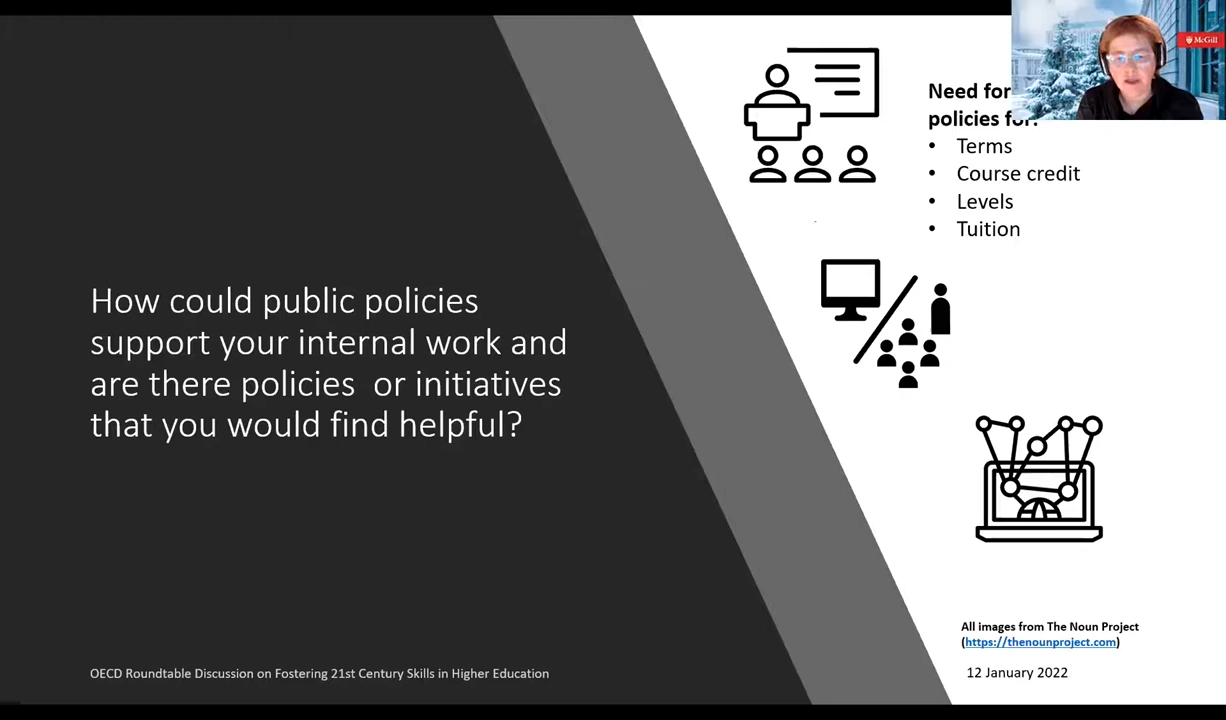 McGill
Need for
policies for:
• Terms
• Course credit
• Levels
• Tuition
How could public policies
support your internal work and
are there policies or initiatives
that you would find helpful?
All images from The Noun Project
(https://thenounproject.com)
OECD Roundtable Discussion on Fostering 21st Century Skills in Higher Education
12 January 2022